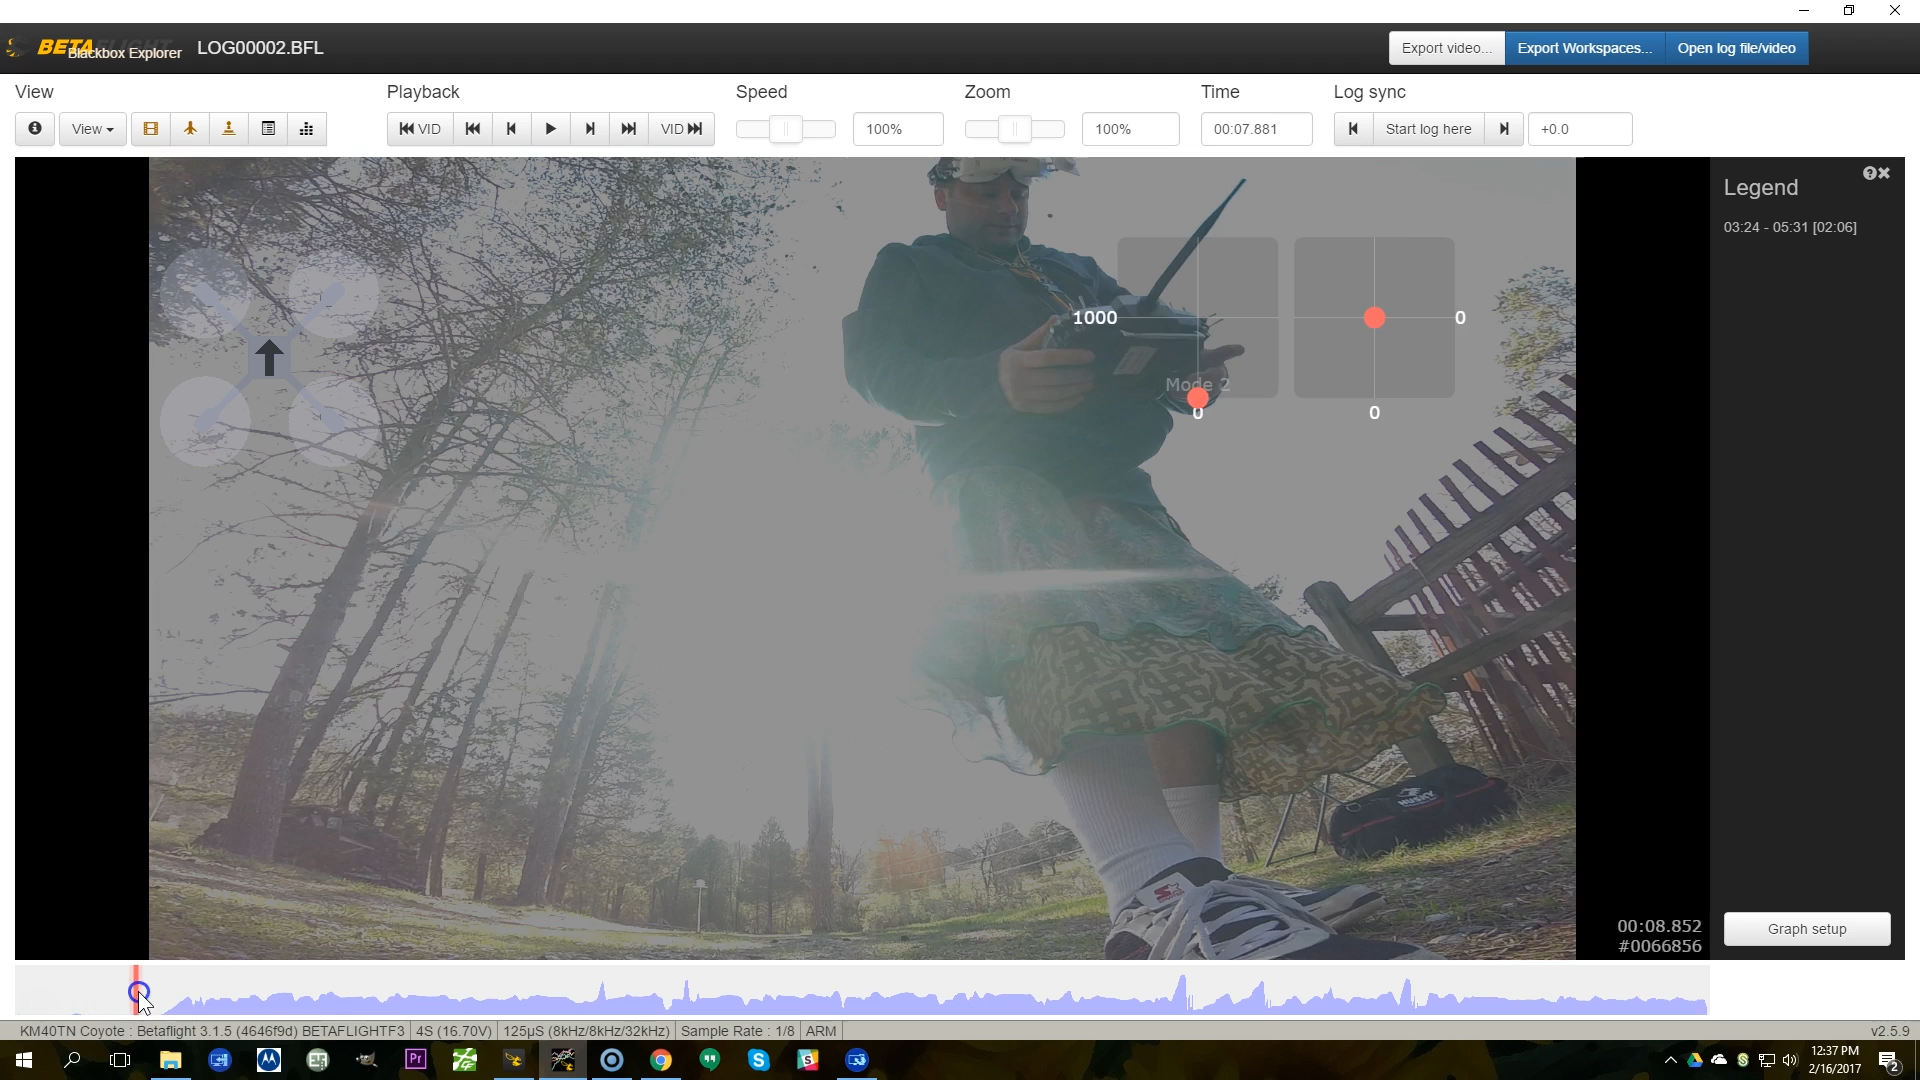 BETAFLIGHT
Blackbox Explorer
LOG00002.BFL
Export video...
Export Workspaces...
Open log file/video
View
Playback
Speed
Zoom
Time
Log sync
View
VID
VID
100%
100%
00:07.881
Start log here
+0.0
Legend
03:24 - 05:31 [02:06]
1000
0
Mode 2
0
0
HUSKY
00:08.852
#0066856
Graph setup
KM40TN Coyote : Betaflight 3.1.5 (4646f9d) BETAFLIGHTF3
4S (16.70V)
125µS (8kHz/8kHz/32kHz)
Sample Rate : 1/8
ARM
v2.5.9
Pr
12:37 PM
2/16/2017
2